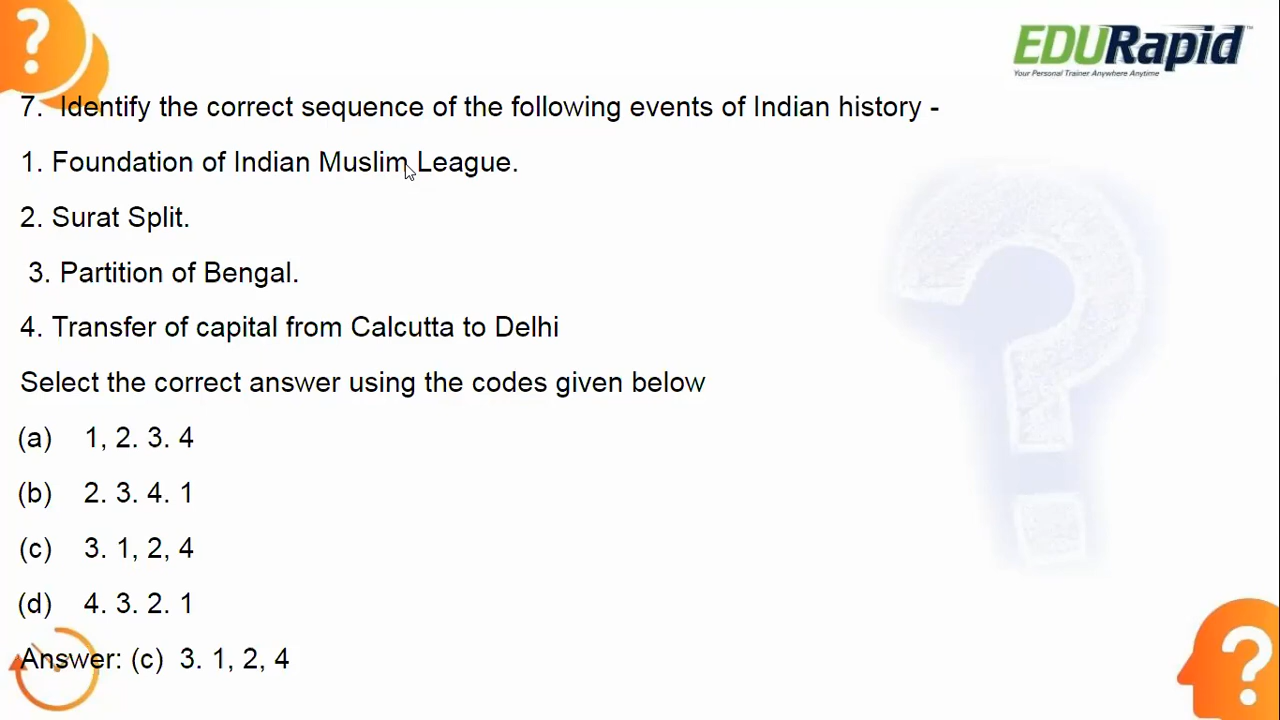 EDURapid™
Your Personal Trainer Anywhere Anytime
7. Identify the correct sequence of the following events of Indian history -
1. Foundation of Indian Muslim League.
2. Surat Split.
3. Partition of Bengal.
4. Transfer of capital from Calcutta to Delhi
Select the correct answer using the codes given below
(a) 1, 2. 3. 4
(b) 2. 3. 4. 1
(c) 3. 1, 2, 4
(d) 4. 3. 2. 1
Answer: (c) 3. 1, 2, 4